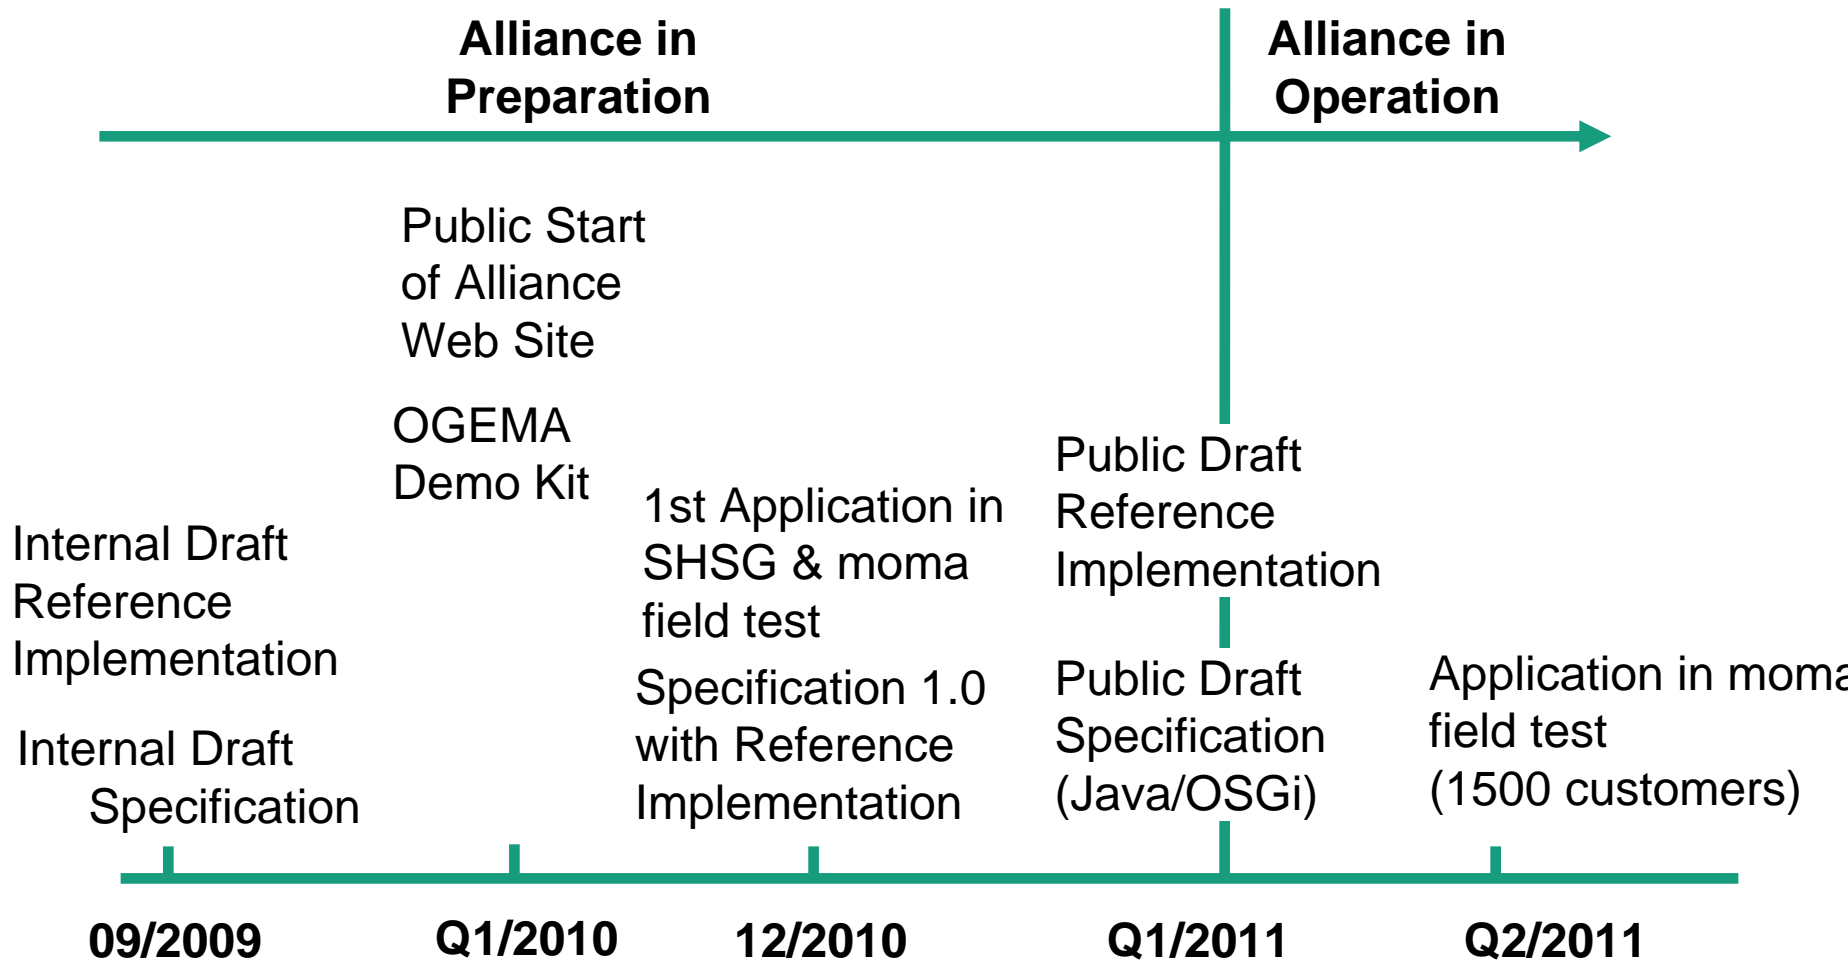 Alliance in
Preparation
Alliance in
Operation
Public Start
of Alliance
Web Site
OGEMA
Demo Kit
Internal Draft
Reference
Implementation
Internal Draft
Specification
1st Application in
SHSG & moma
field test
Specification 1.0
with Reference
Implementation
Public Draft
Reference
Implementation
Public Draft
Specification
(Java/OSGi)
Application in moma
field test
(1500 customers)
09/2009
Q1/2010
12/2010
Q1/2011
Q2/2011